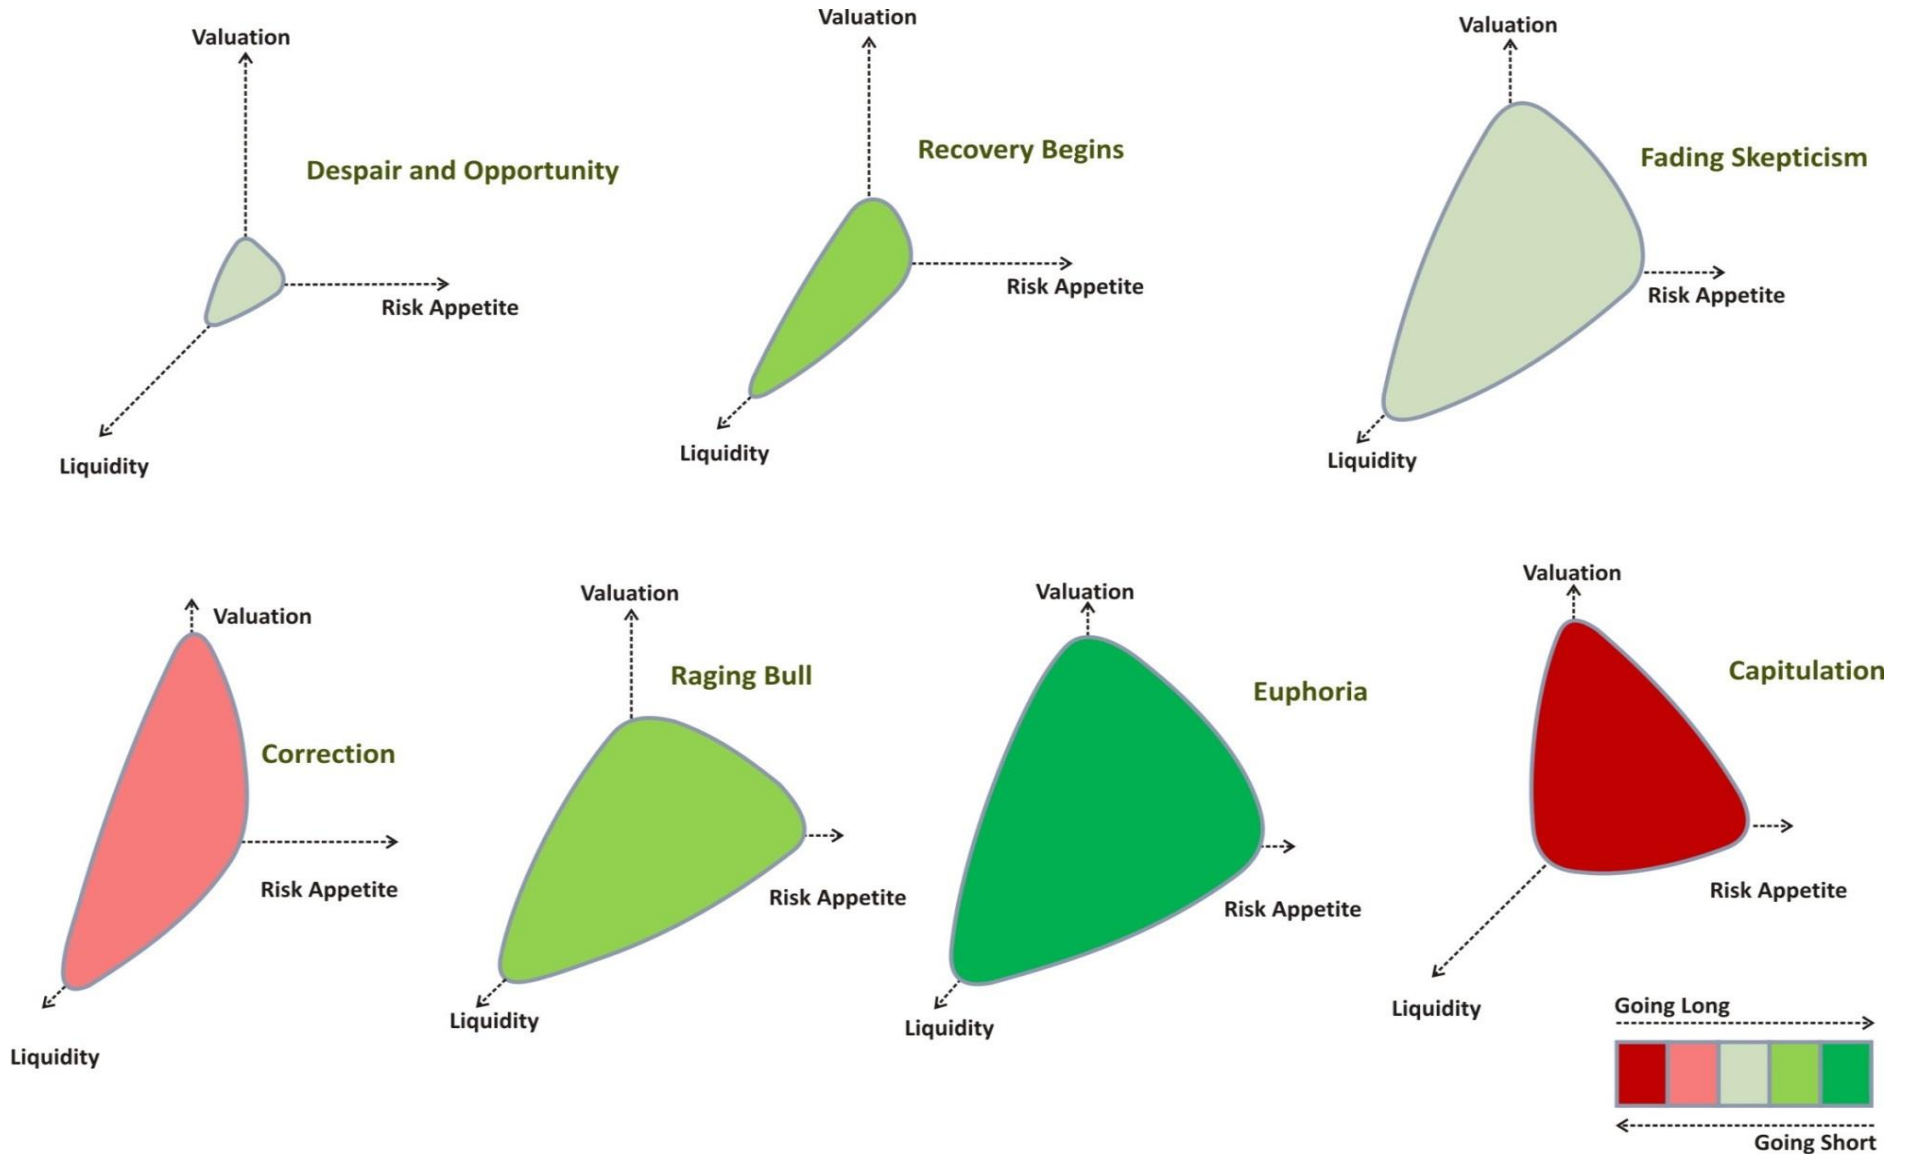 Valuation
Despair and Opportunity
Risk Appetite
Liquidity
Valuation
Recovery Begins
Risk Appetite
Liquidity
Valuation
Fading Skepticism
Risk Appetite
Liquidity
Valuation
Correction
Risk Appetite
Liquidity
Valuation
Raging Bull
Risk Appetite
Liquidity
Valuation
Euphoria
Risk Appetite
Liquidity
Valuation
Capitulation
Risk Appetite
Liquidity
Going Long
Going Short